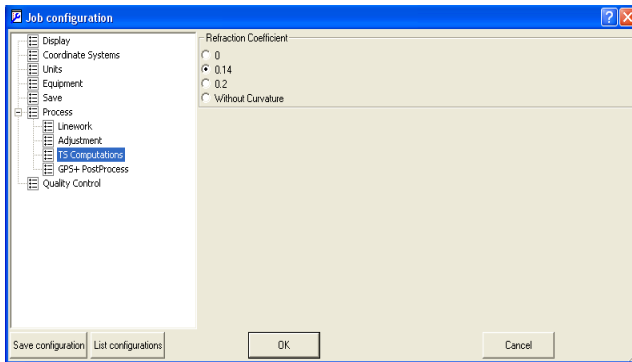 Job configuration
Display
Coordinate Systems
Units
Equipment
Save
Process
Linework
Adjustment
TS Computations
GPS+ PostProcess
Quality Control
Refraction Coefficient
0
0.14
0.2
Without Curvature
Save configuration
List configurations
OK
Cancel